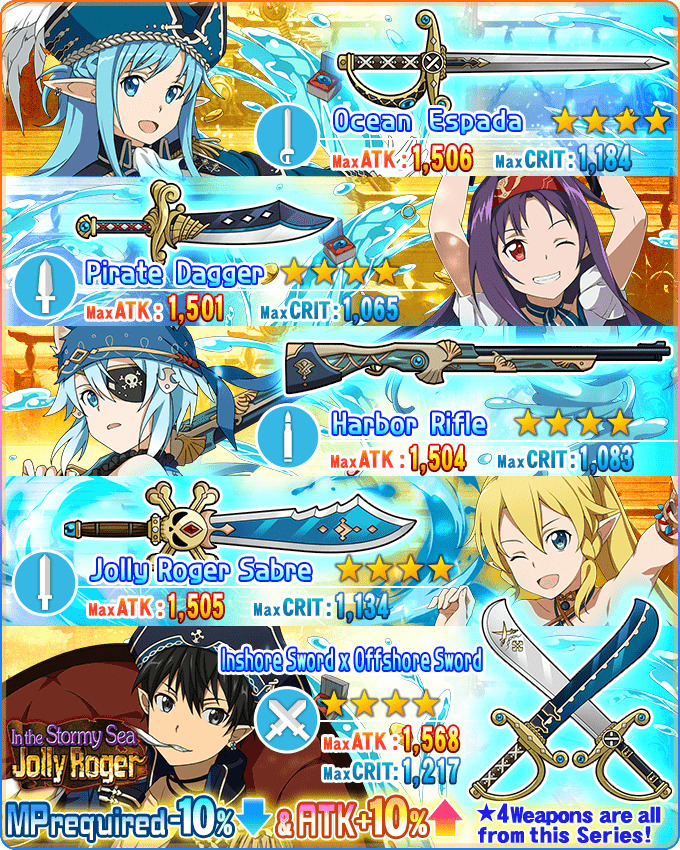 Ocean Espada ★★★★
MaxATK:1,506 MaxCRIT:1,184
Pirate Dagger ★★★★
MaxATK:1,501 MaxCRIT:1,065
Harbor Rifle ★★★★
MaxATK:1,504 MaxCRIT:1,083
Jolly Roger Sabre ★★★★
MaxATK:1,505 MaxCRIT:1,134
Inshore Sword x Offshore Sword
★★★★
MaxATK:1,568
MaxCRIT:1,217
In the Stormy Sea
Jolly Roger
MP required-10% & ATK+10%
★4Weapons are all
from this Series!